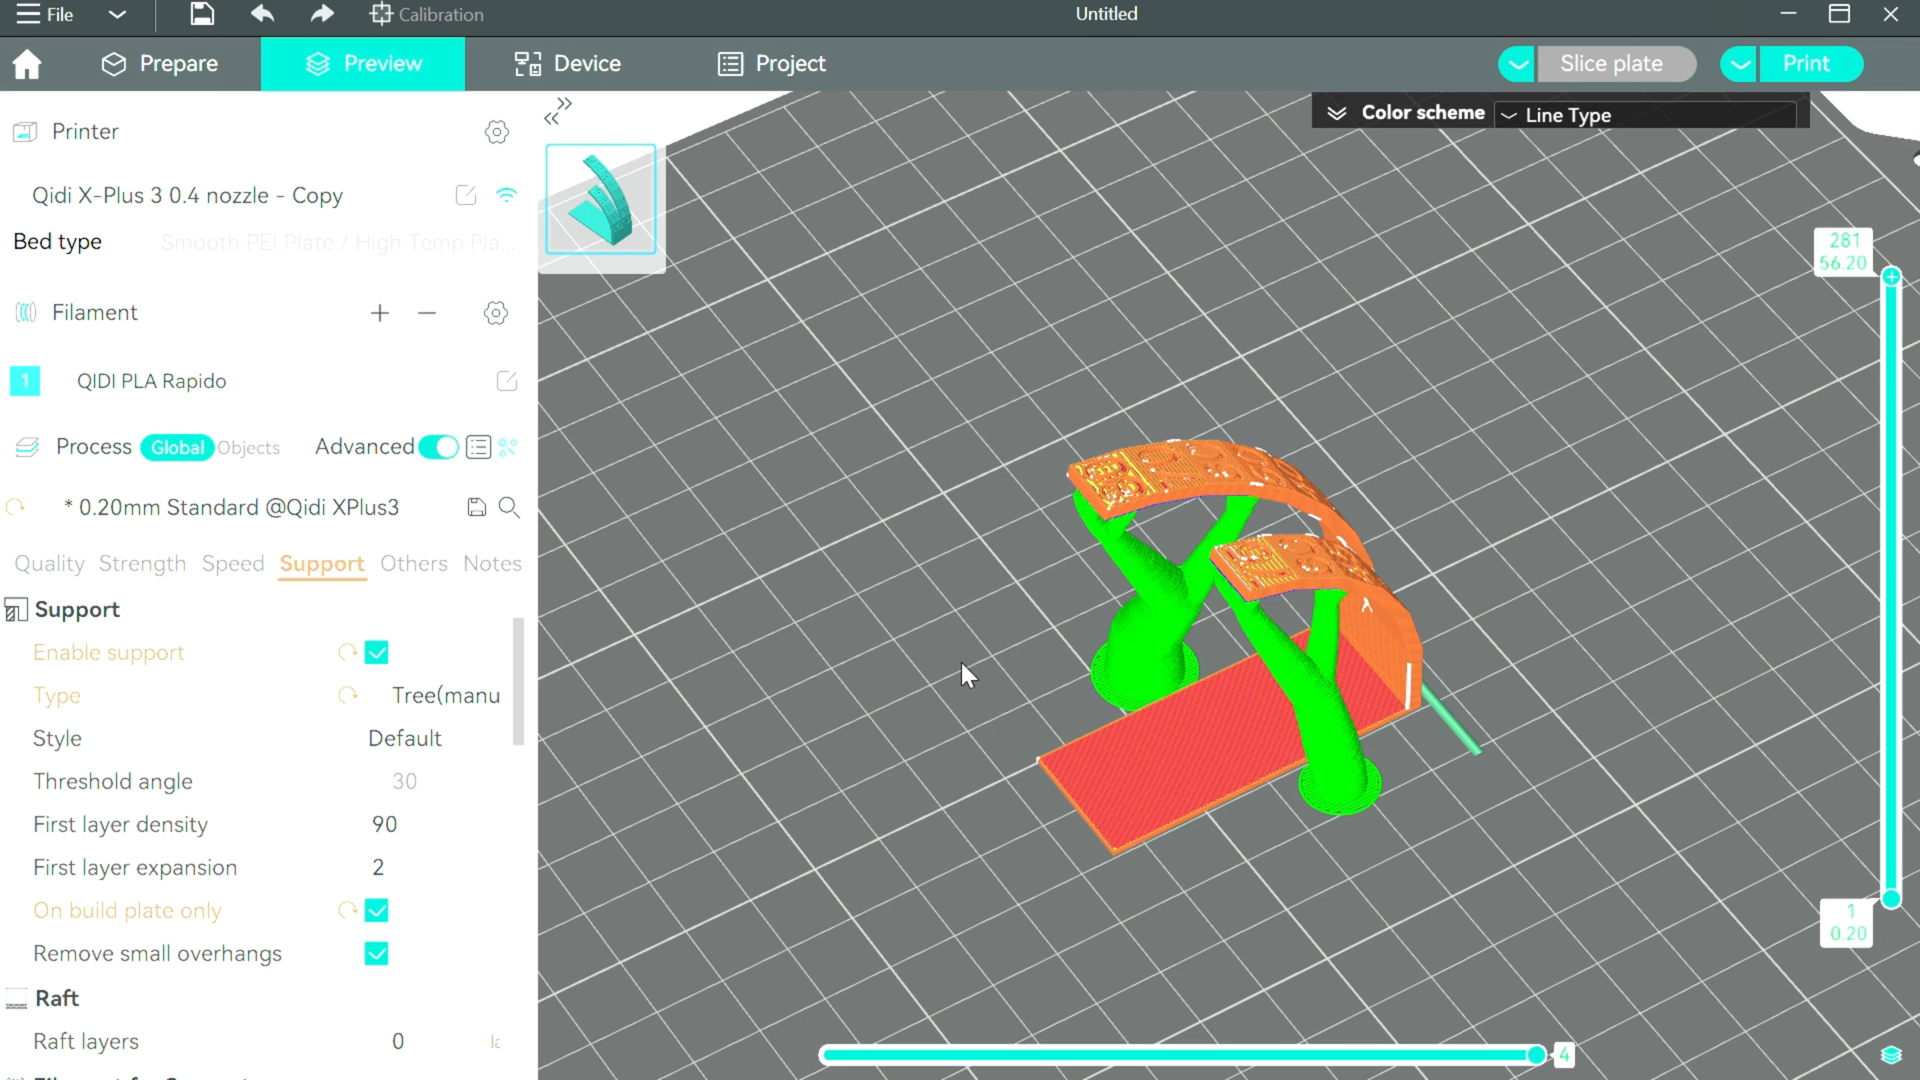 File
Calibration
Untitled
Prepare
Preview
Device
Project
Slice plate
Print
Printer
Qidi X-Plus 3 0.4 nozzle - Copy
Bed type
Smooth PEI Plate / High Temp Pla...
Filament
1
QIDI PLA Rapido
Process Global Objects Advanced
* 0.20mm Standard @Qidi XPlus3
Quality Strength Speed Support Others Notes
Support
Enable support
Type Tree(manu
Style Default
Threshold angle 30
First layer density 90
First layer expansion 2
On build plate only
Remove small overhangs
Raft
Raft layers 0
Color scheme Line Type
281
56.20
1
0.20
4